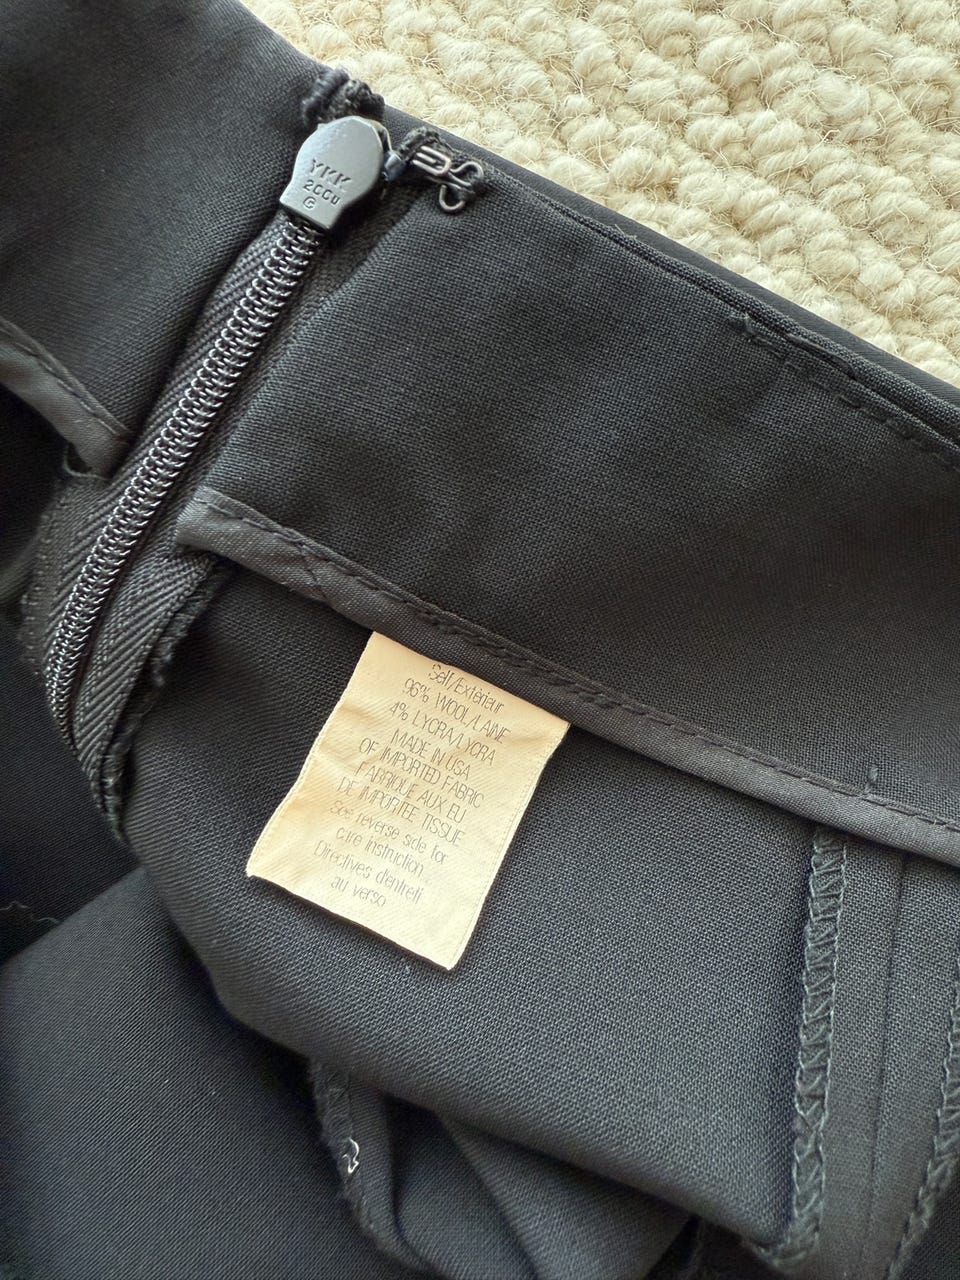 YKK
2CCU
G
Self/Extérieur
96% WOOL/LAINE
4% LYCRA/LYCRA
MADE IN USA
OF IMPORTED FABRIC
FABRIQUE AUX EU
DE IMPORTEE TISSUE
see reverse side for
care instruction
Directives d'entreti
au verso